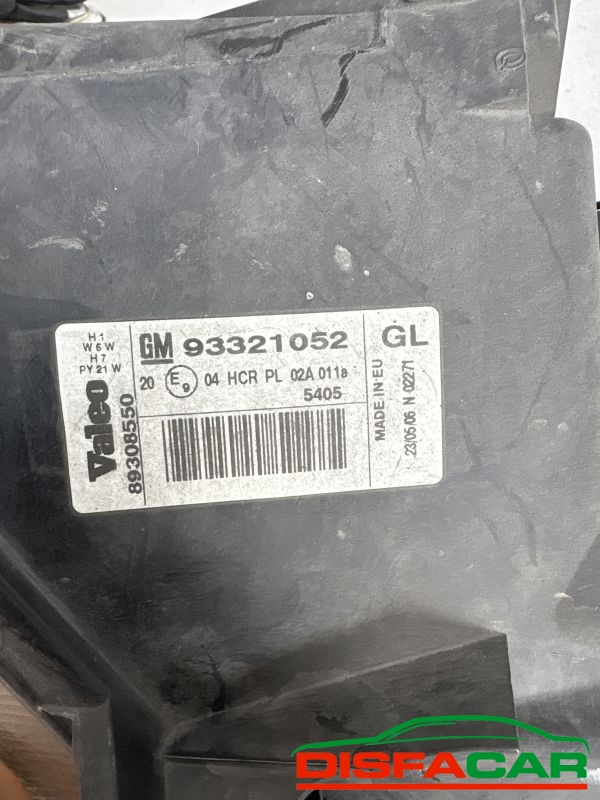 H1
W5W
H7
PY21W
Valeo
89308550
GM 93321052
20 E9 04 HCR PL 02A 0118
5405
GL
MADE·IN·EU
23/05/06 N 02271
DISFACAR